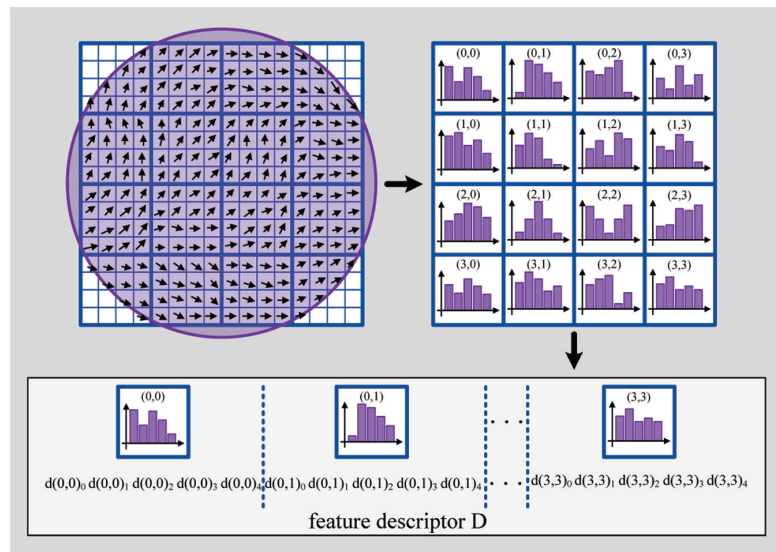 (0,0) (0,1) (0,2) (0,3)
(1,0) (1,1) (1,2) (1,3)
(2,0) (2,1) (2,2) (2,3)
(3,0) (3,1) (3,2) (3,3)
(0,0) (0,1) (3,3)
. . .
d(0,0)₀ d(0,0)₁ d(0,0)₂ d(0,0)₃ d(0,0)₄ d(0,1)₀ d(0,1)₁ d(0,1)₂ d(0,1)₃ d(0,1)₄ . . . d(3,3)₀ d(3,3)₁ d(3,3)₂ d(3,3)₃ d(3,3)₄
feature descriptor D